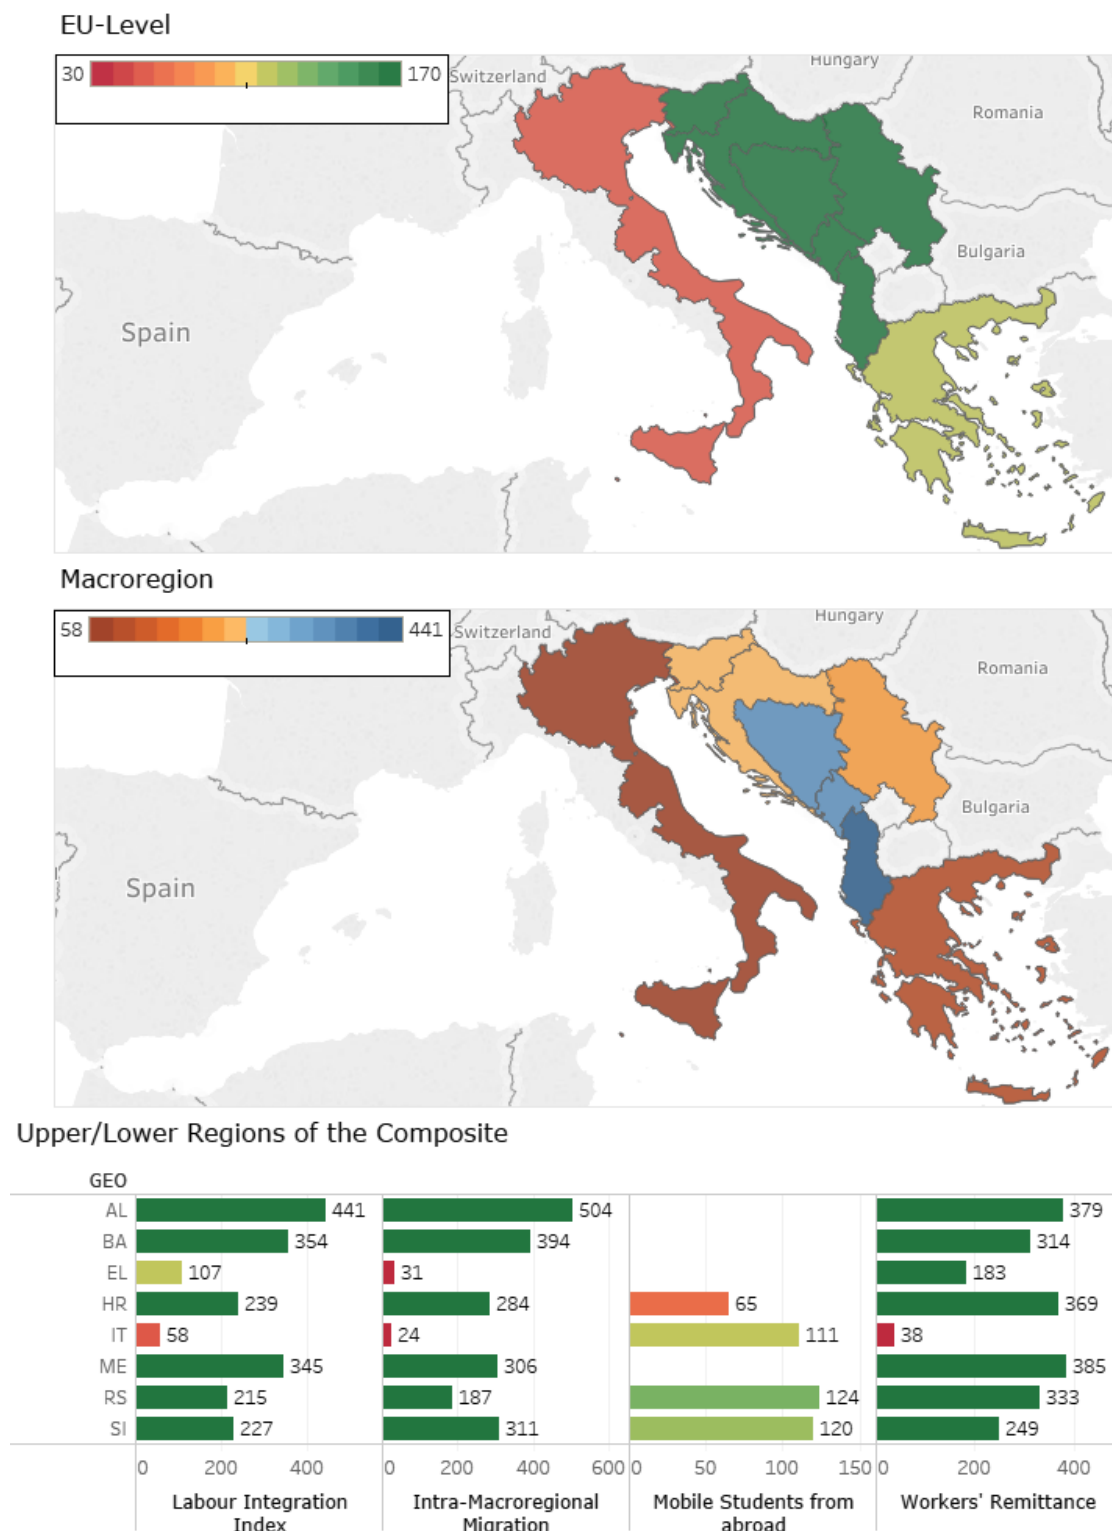 EU-Level
30 170
Switzerland
Hungary
Romania
Bulgaria
Spain
Macroregion
58 441
Switzerland
Hungary
Romania
Bulgaria
Spain
Upper/Lower Regions of the Composite
GEO
AL 441 504 379
BA 354 394 314
EL 107 31 183
HR 239 284 65 369
IT 58 24 111 38
ME 345 306 385
RS 215 187 124 333
SI 227 311 120 249
0 200 400 0 200 400 600 0 50 100 150 0 200 400
Labour Integration Intra-Macroregional Mobile Students from Workers' Remittance
Index Migration abroad